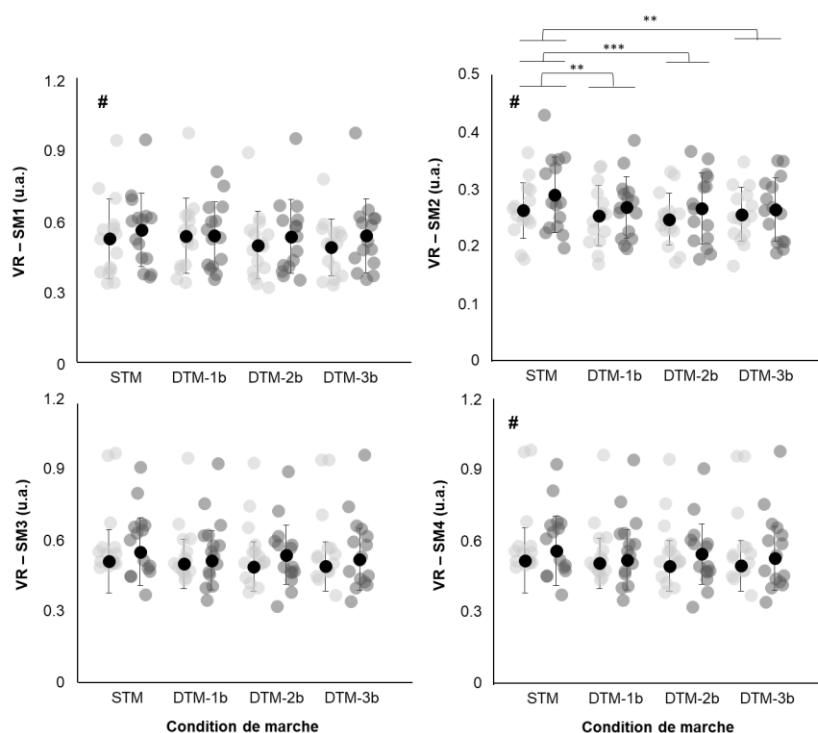 **
***
**
1.2
0.9
0.6
0.3
0
#
VR – SM1 (u.a.)
STM DTM-1b DTM-2b DTM-3b
0.5
0.4
0.3
0.2
0.1
0
#
VR – SM2 (u.a.)
STM DTM-1b DTM-2b DTM-3b
1.2
0.9
0.6
0.3
0
VR – SM3 (u.a.)
STM DTM-1b DTM-2b DTM-3b
Condition de marche
1.2
0.9
0.6
0.3
0
#
VR – SM4 (u.a.)
STM DTM-1b DTM-2b DTM-3b
Condition de marche